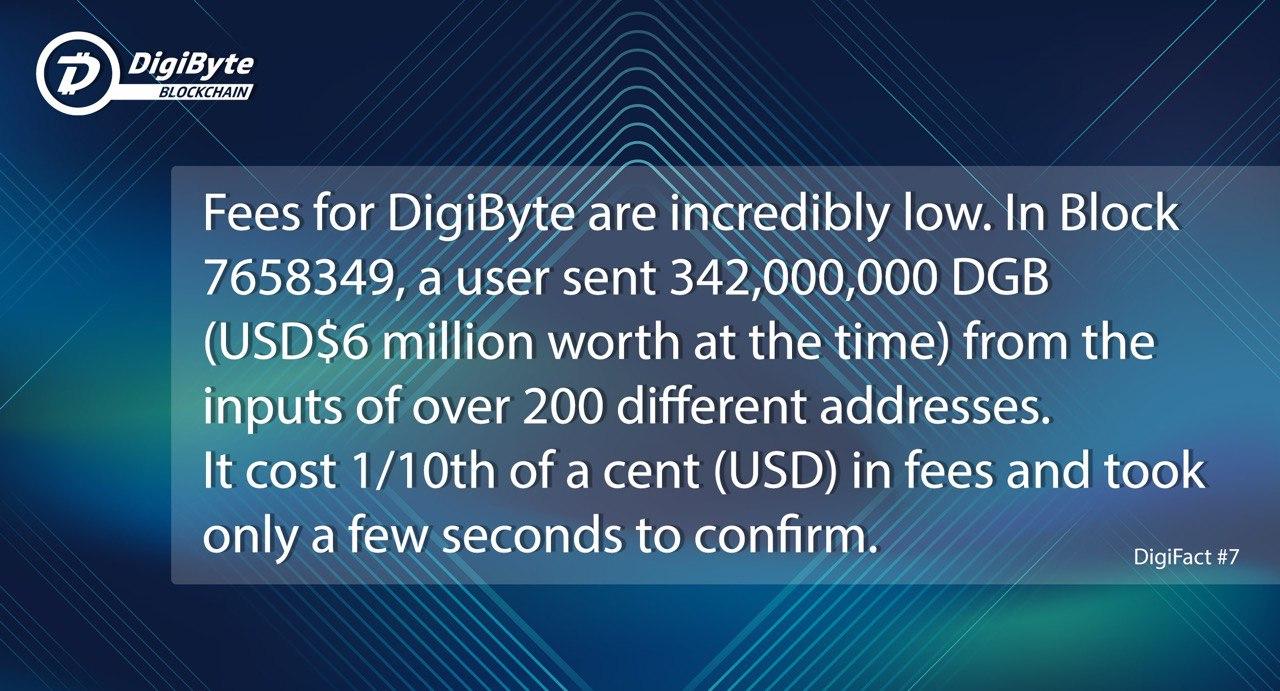 DigiByte
BLOCKCHAIN
Fees for DigiByte are incredibly low. In Block
7658349, a user sent 342,000,000 DGB
(USD$6 million worth at the time) from the
inputs of over 200 different addresses.
It cost 1/10th of a cent (USD) in fees and took
only a few seconds to confirm.
DigiFact #7